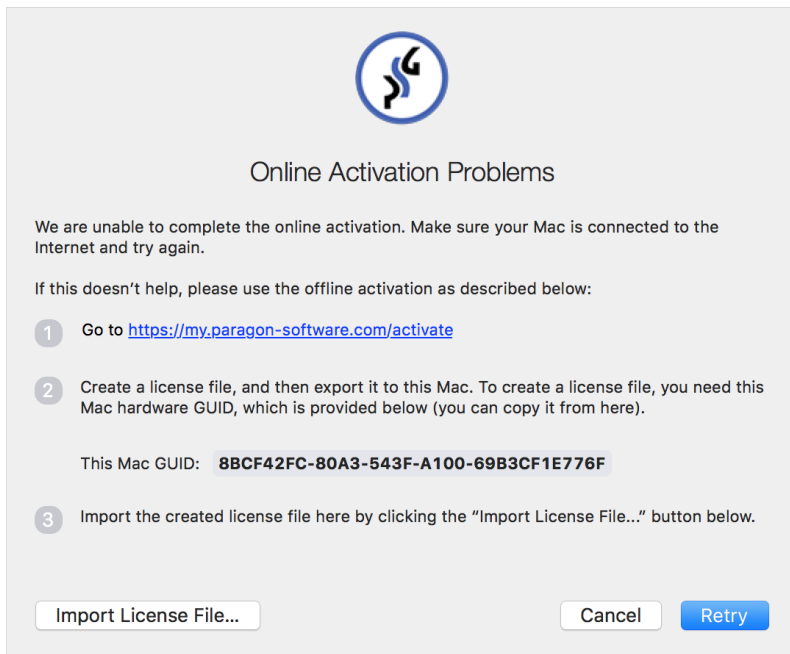 PSG
Online Activation Problems
We are unable to complete the online activation. Make sure your Mac is connected to the
Internet and try again.
If this doesn’t help, please use the offline activation as described below:
1 Go to https://my.paragon-software.com/activate
2 Create a license file, and then export it to this Mac. To create a license file, you need this
Mac hardware GUID, which is provided below (you can copy it from here).
This Mac GUID: 8BCF42FC-80A3-543F-A100-69B3CF1E776F
3 Import the created license file here by clicking the “Import License File...” button below.
Import License File... Cancel Retry